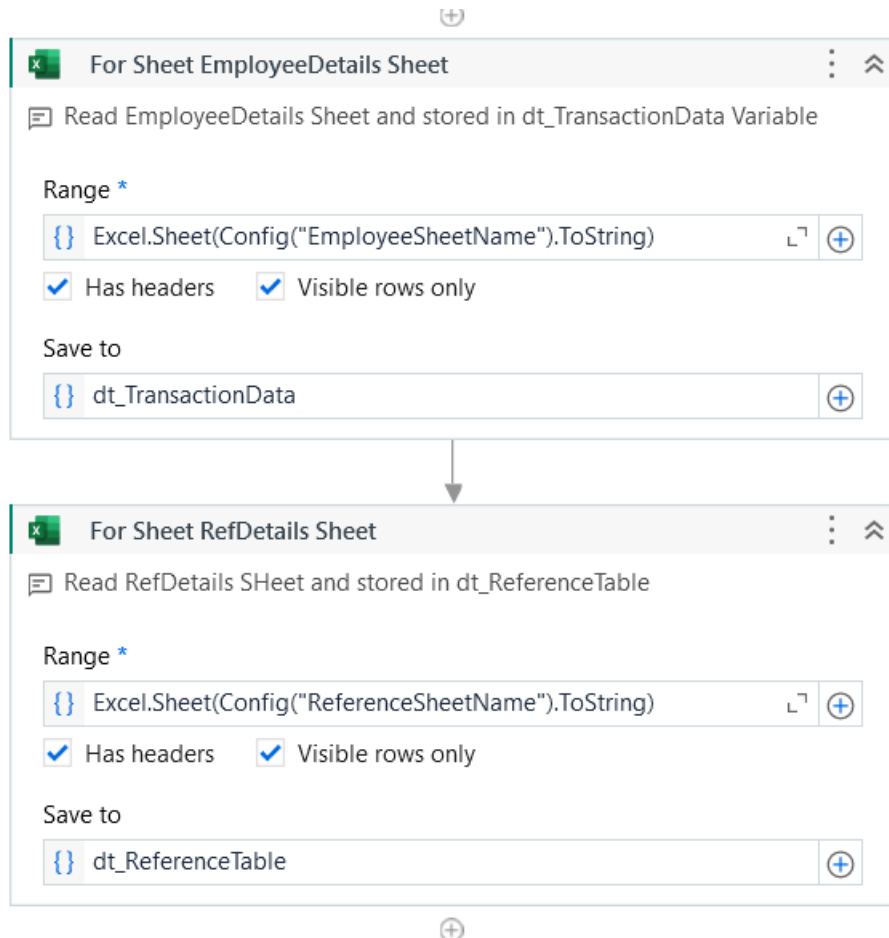 For Sheet EmployeeDetails Sheet
Read EmployeeDetails Sheet and stored in dt_TransactionData Variable
Range *
{} Excel.Sheet(Config("EmployeeSheetName").ToString)
Has headers Visible rows only
Save to
{} dt_TransactionData
For Sheet RefDetails Sheet
Read RefDetails SHeet and stored in dt_ReferenceTable
Range *
{} Excel.Sheet(Config("ReferenceSheetName").ToString)
Has headers Visible rows only
Save to
{} dt_ReferenceTable